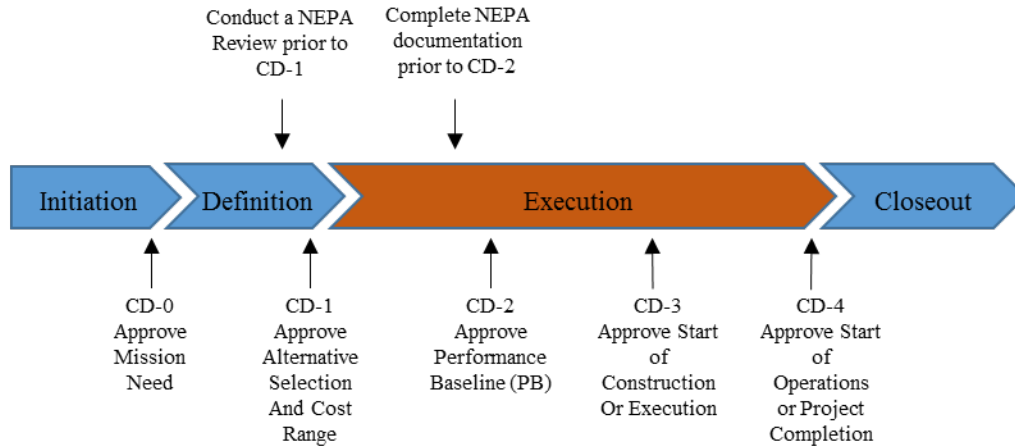 Conduct a NEPA
Review prior to
CD-1
Complete NEPA
documentation
prior to CD-2
Initiation
Definition
Execution
Closeout
CD-0
Approve
Mission
Need
CD-1
Approve
Alternative
Selection
And Cost
Range
CD-2
Approve
Performance
Baseline (PB)
CD-3
Approve Start
of
Construction
Or Execution
CD-4
Approve Start
of
Operations
or Project
Completion